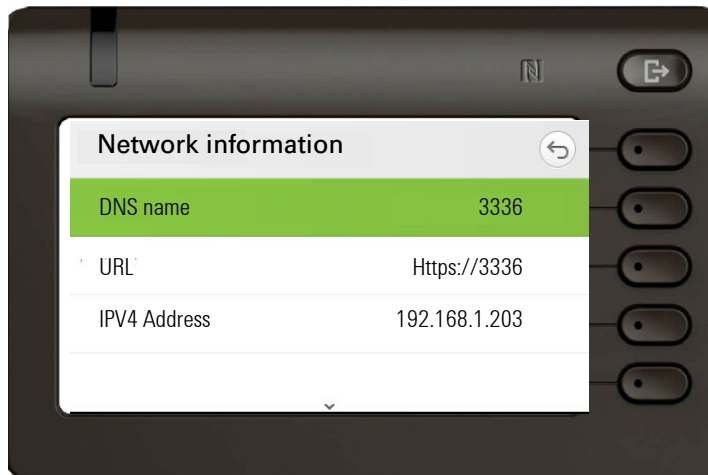 Network information
DNS name 3336
URL Https://3336
IPV4 Address 192.168.1.203